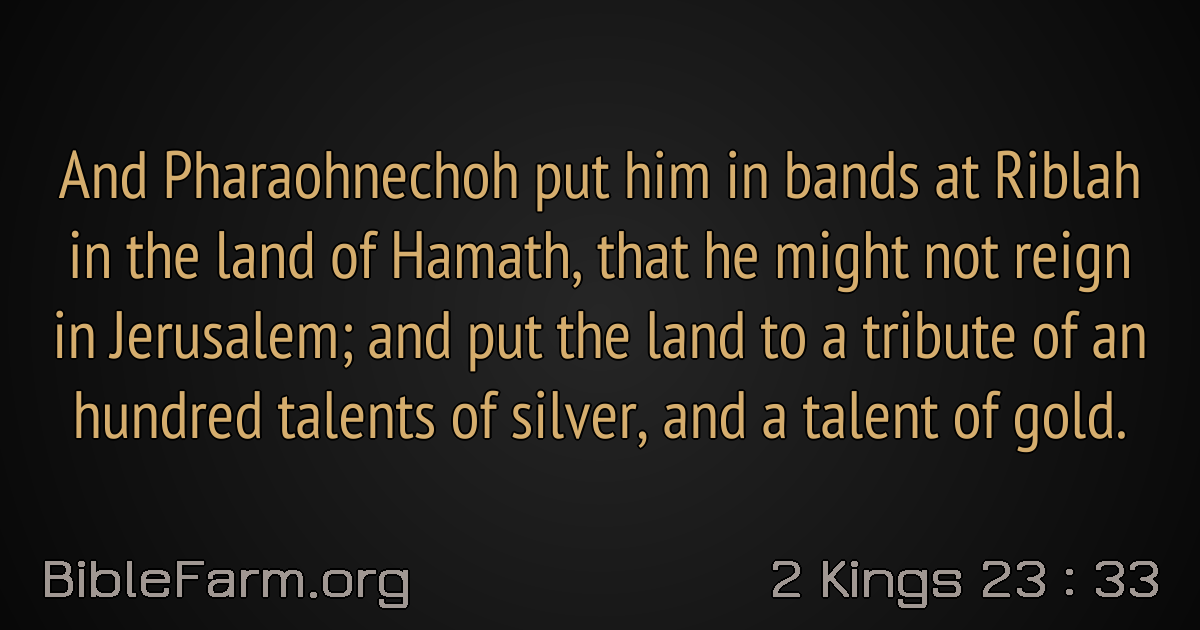 And Pharaohnechoh put him in bands at Riblah
in the land of Hamath, that he might not reign
in Jerusalem; and put the land to a tribute of an
hundred talents of silver, and a talent of gold.
BibleFarm.org
2 Kings 23 : 33